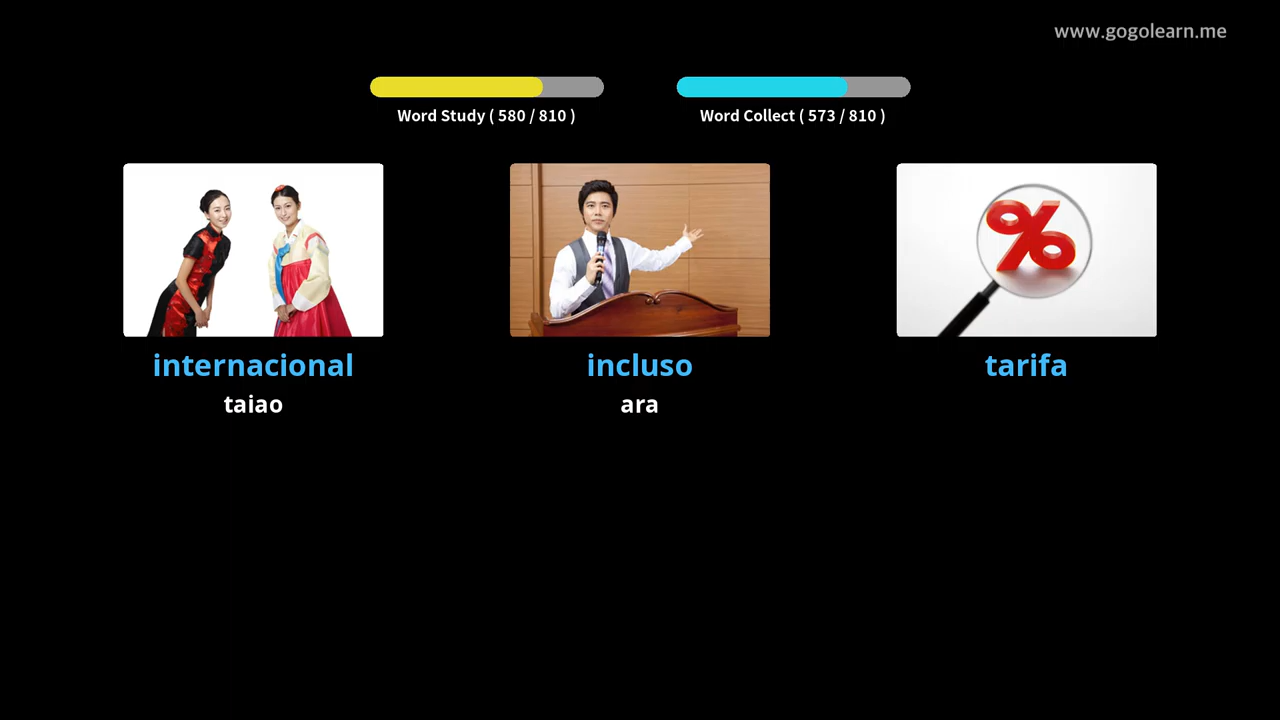 www.gogolearn.me
Word Study ( 580 / 810 )
Word Collect ( 573 / 810 )
internacional
incluso
tarifa
taiao
ara
%